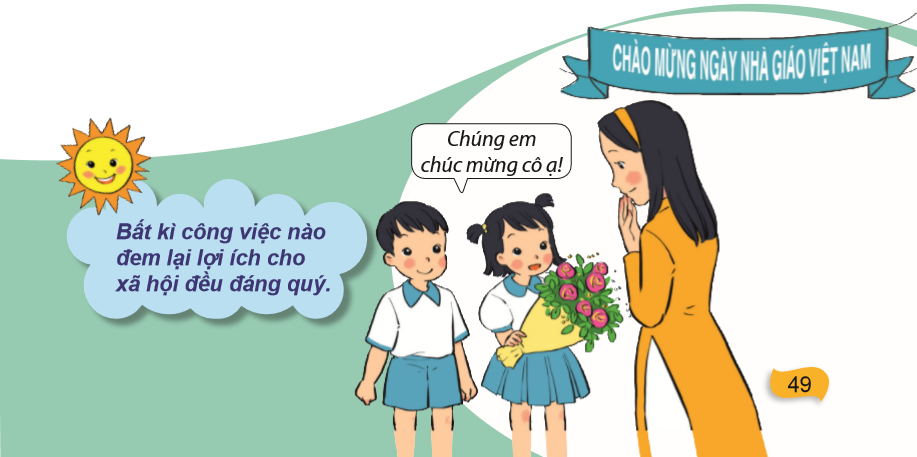 CHÀO MỪNG NGÀY NHÀ GIÁO VIỆT NAM
Chúng em
chúc mừng cô ạ!
Bất kì công việc nào
đem lại lợi ích cho
xã hội đều đáng quý.
49